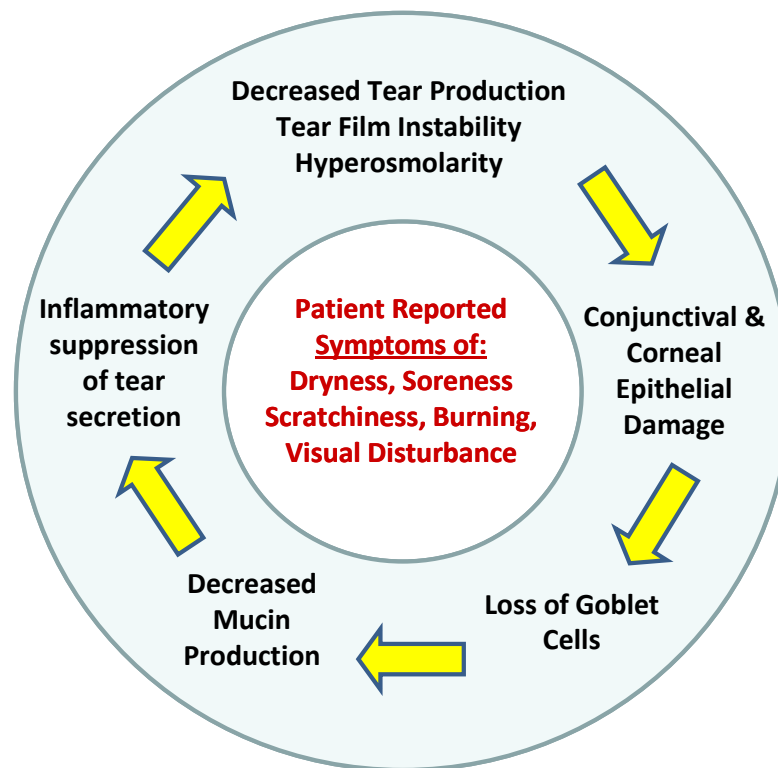 Decreased Tear Production
Tear Film Instability
Hyperosmolarity
Conjunctival &
Corneal
Epithelial
Damage
Loss of Goblet
Cells
Decreased
Mucin
Production
Inflammatory
suppression
of tear
secretion
Patient Reported
Symptoms of:
Dryness, Soreness
Scratchiness, Burning,
Visual Disturbance